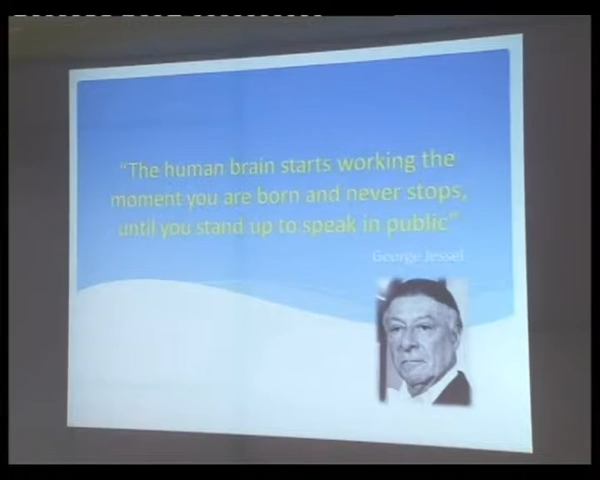 “The human brain starts working the
moment you are born and never stops,
until you stand up to speak in public”
George Jessel